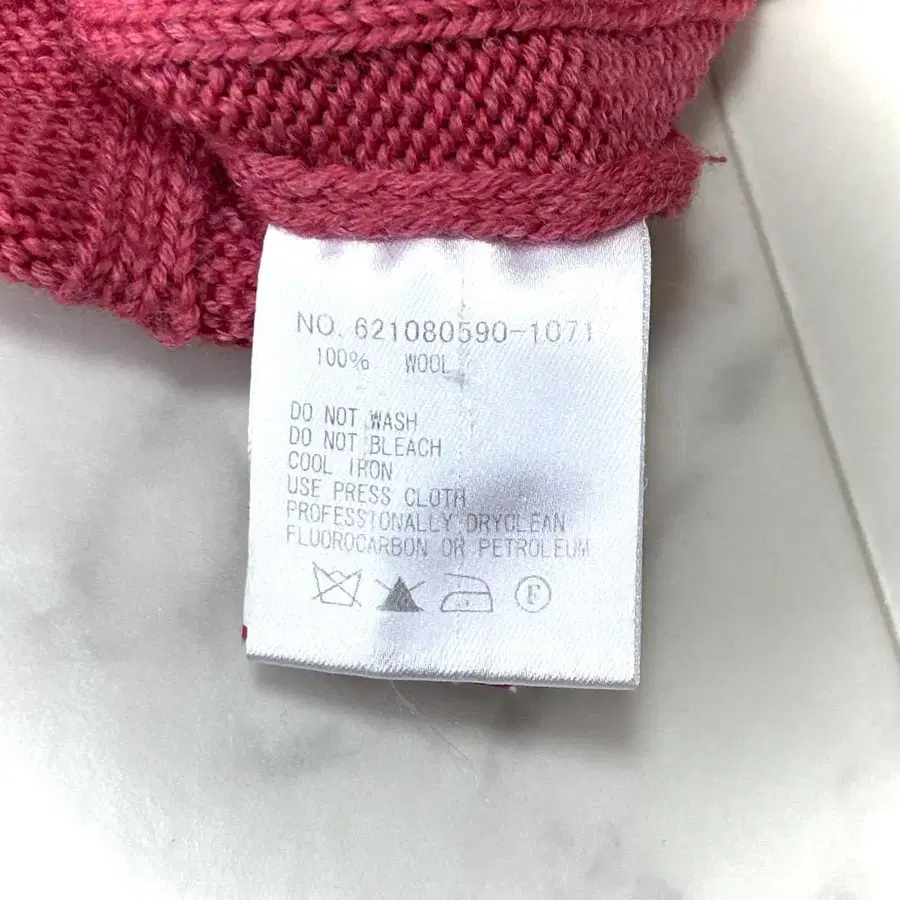 NO. 621080590-1071
100% WOOL
DO NOT WASH
DO NOT BLEACH
COOL IRON
USE PRESS CLOTH
PROFESSIONALLY DRYCLEAN
FLUOROCARBON OR PETROLEUM
F